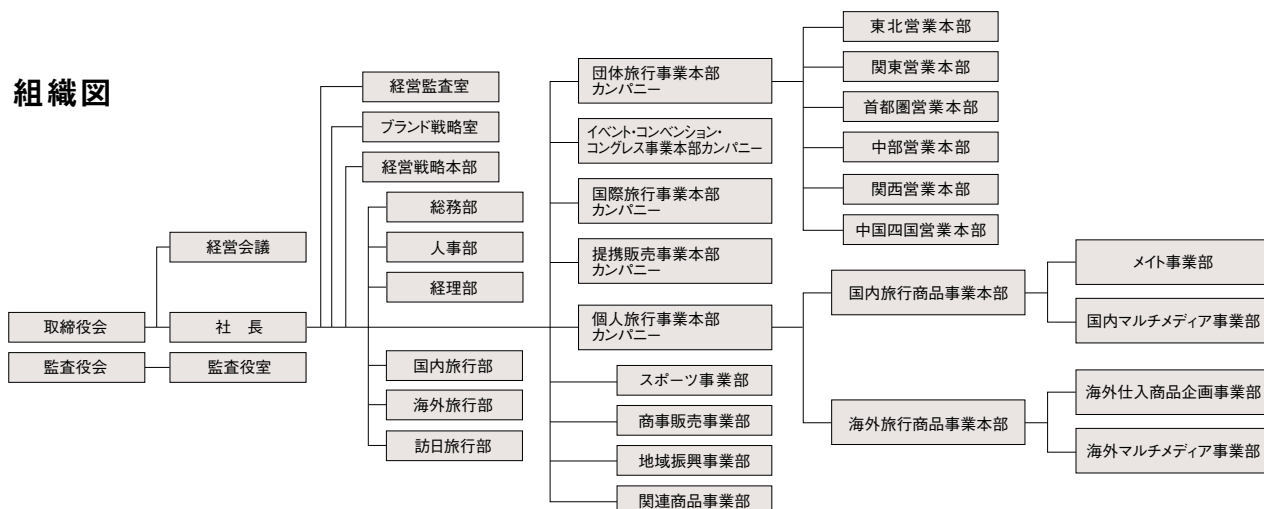 組織図
取締役会
監査役会
経営会議
社 長
監査役室
経営監査室
ブランド戦略室
経営戦略本部
総務部
人事部
経理部
国内旅行部
海外旅行部
訪日旅行部
団体旅行事業本部
カンパニー
イベント・コンベンション・
コングレス事業本部カンパニー
国際旅行事業本部
カンパニー
提携販売事業本部
カンパニー
個人旅行事業本部
カンパニー
スポーツ事業部
商事販売事業部
地域振興事業部
関連商品事業部
東北営業本部
関東営業本部
首都圏営業本部
中部営業本部
関西営業本部
中国四国営業本部
国内旅行商品事業本部
海外旅行商品事業本部
メイト事業部
国内マルチメディア事業部
海外仕入商品企画事業部
海外マルチメディア事業部